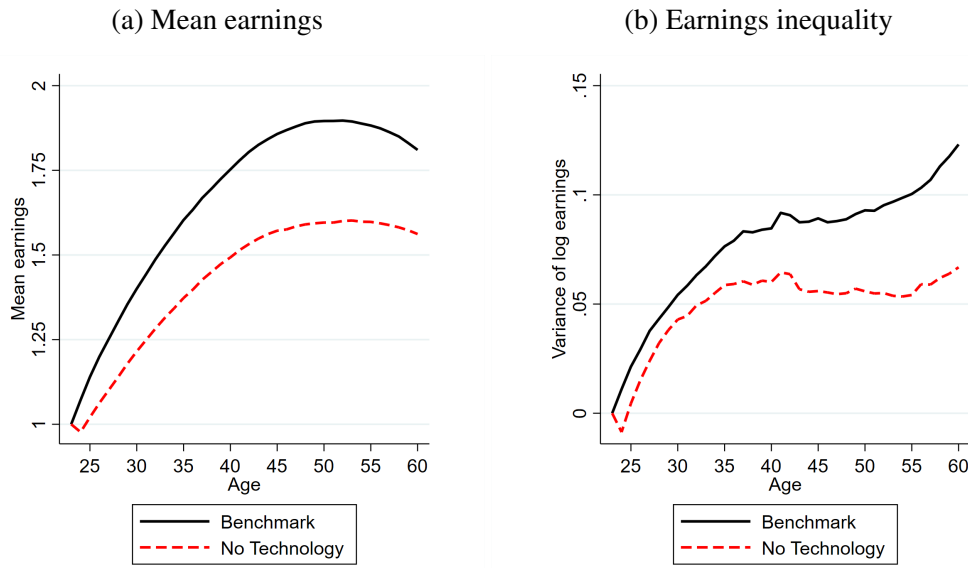 (a) Mean earnings
Mean earnings
2
1.75
1.5
1.25
1
25 30 35 40 45 50 55 60
Age
Benchmark
No Technology
(b) Earnings inequality
Variance of log earnings
.15
.1
.05
0
25 30 35 40 45 50 55 60
Age
Benchmark
No Technology